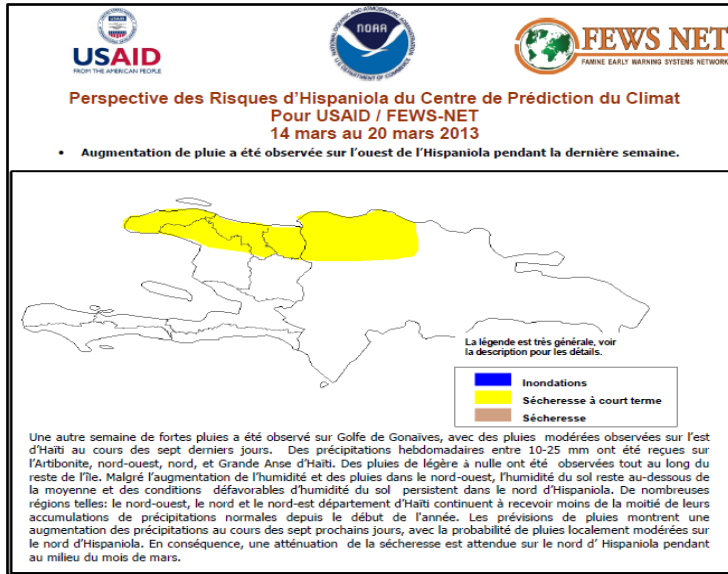 USAID
FROM THE AMERICAN PEOPLE
NOAA
NATIONAL OCEANIC AND ATMOSPHERIC ADMINISTRATION
U.S. DEPARTMENT OF COMMERCE
FEWS NET
FAMINE EARLY WARNING SYSTEMS NETWORK
Perspective des Risques d'Hispaniola du Centre de Prédiction du Climat
Pour USAID / FEWS-NET
14 mars au 20 mars 2013
• Augmentation de pluie a été observée sur l'ouest de l'Hispaniola pendant la dernière semaine.
La légende est très générale, voir
la description pour les détails.
Inondations
Sécheresse à court terme
Sécheresse
Une autre semaine de fortes pluies a été observé sur Golfe de Gonaïves, avec des pluies modérées observées sur l'est
d'Haïti au cours des sept derniers jours. Des précipitations hebdomadaires entre 10-25 mm ont été reçues sur
l'Artibonite, nord-ouest, nord, et Grande Anse d'Haïti. Des pluies de légère à nulle ont été observées tout au long du
reste de l'île. Malgré l'augmentation de l'humidité et des pluies dans le nord-ouest, l'humidité du sol reste au-dessous de
la moyenne et des conditions défavorables d'humidité du sol persistent dans le nord d'Hispaniola. De nombreuses
régions telles: le nord-ouest, le nord et le nord-est département d'Haïti continuent à recevoir moins de la moitié de leurs
accumulations de précipitations normales depuis le début de l'année. Les prévisions de pluies montrent une
augmentation des précipitations au cours des sept prochains jours, avec la probabilité de pluies localement modérées sur
le nord d'Hispaniola. En conséquence, une atténuation de la sécheresse est attendue sur le nord d' Hispaniola pendant
au milieu du mois de mars.